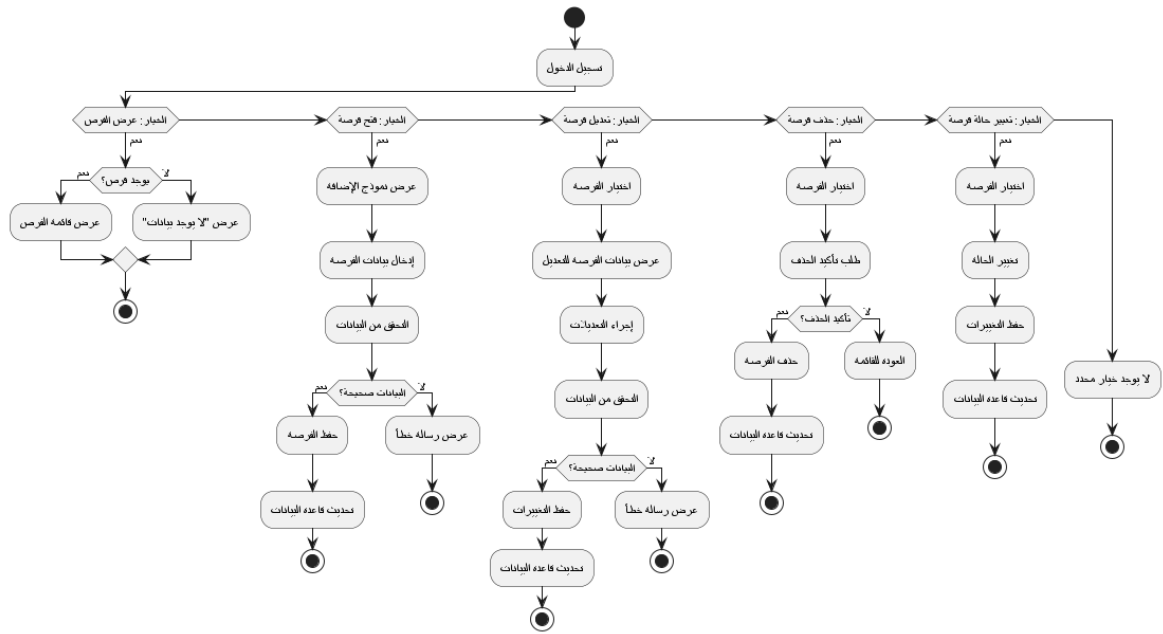 تسجيل الدخول
الخيار : عرض الفرص
نعم
يوجد فرص؟
نعم
لا
عرض قائمة الفرص
عرض "لا يوجد بيانات"
الخيار : فتح فرصة
نعم
عرض نموذج الإضافة
إدخال بيانات الفرصة
التحقق من البيانات
البيانات صحيحة؟
نعم
لا
حفظ الفرصة
عرض رسالة خطأ
تحديث قاعدة البيانات
الخيار : تعديل فرصة
نعم
اختيار الفرصة
عرض بيانات الفرصة للتعديل
إجراء التعديلات
التحقق من البيانات
البيانات صحيحة؟
نعم
لا
حفظ التغييرات
عرض رسالة خطأ
تحديث قاعدة البيانات
الخيار : حذف فرصة
نعم
اختيار الفرصة
طلب تأكيد الحذف
تأكيد الحذف؟
نعم
لا
حذف الفرصة
العودة للقائمة
تحديث قاعدة البيانات
الخيار : تغيير حالة فرصة
نعم
اختيار الفرصة
تغيير الحالة
حفظ التغييرات
تحديث قاعدة البيانات
لا يوجد خيار محدد